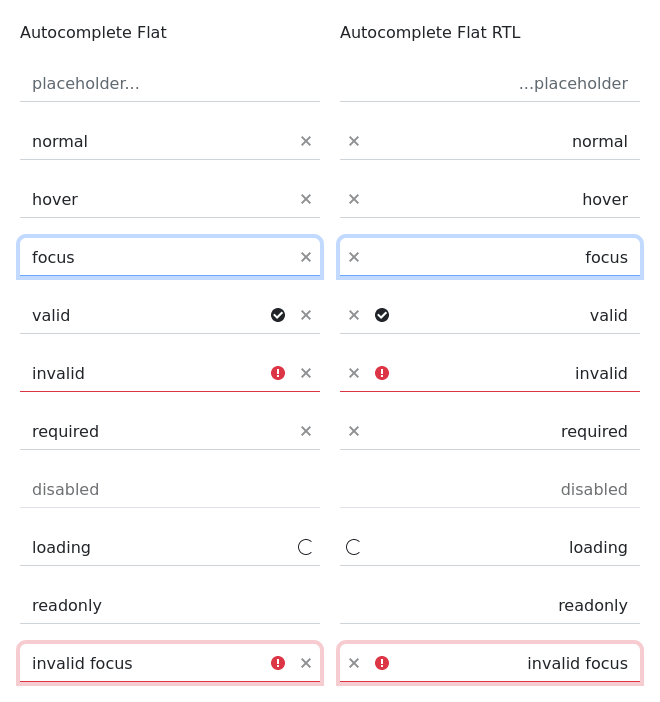 Autocomplete Flat
placeholder...
normal
hover
focus
valid
invalid
required
disabled
loading
readonly
invalid focus
Autocomplete Flat RTL
...placeholder
normal
hover
focus
valid
invalid
required
disabled
loading
readonly
invalid focus